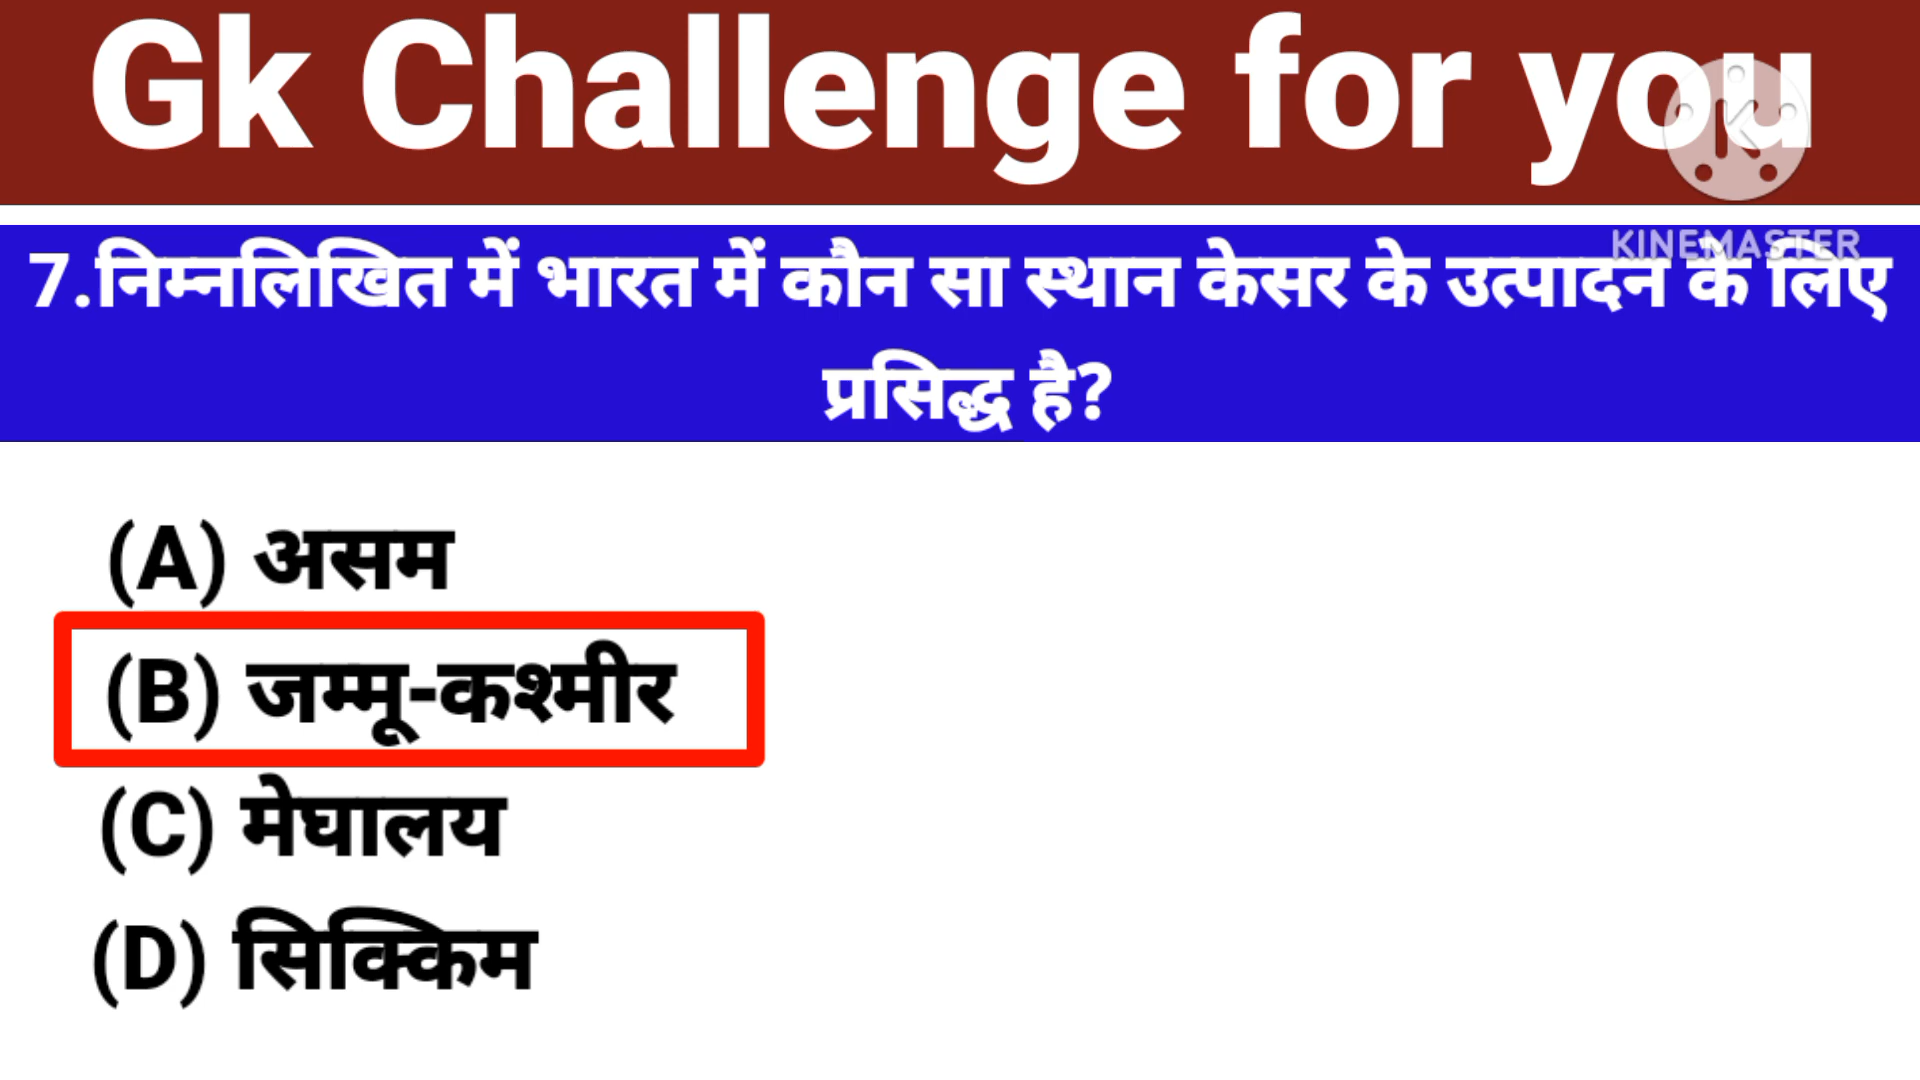 Gk Challenge for you
KINEMASTER
7.निम्नलिखित में भारत में कौन सा स्थान केसर के उत्पादन के लिए
प्रसिद्ध है?
(A) असम
(B) जम्मू-कश्मीर
(C) मेघालय
(D) सिक्किम